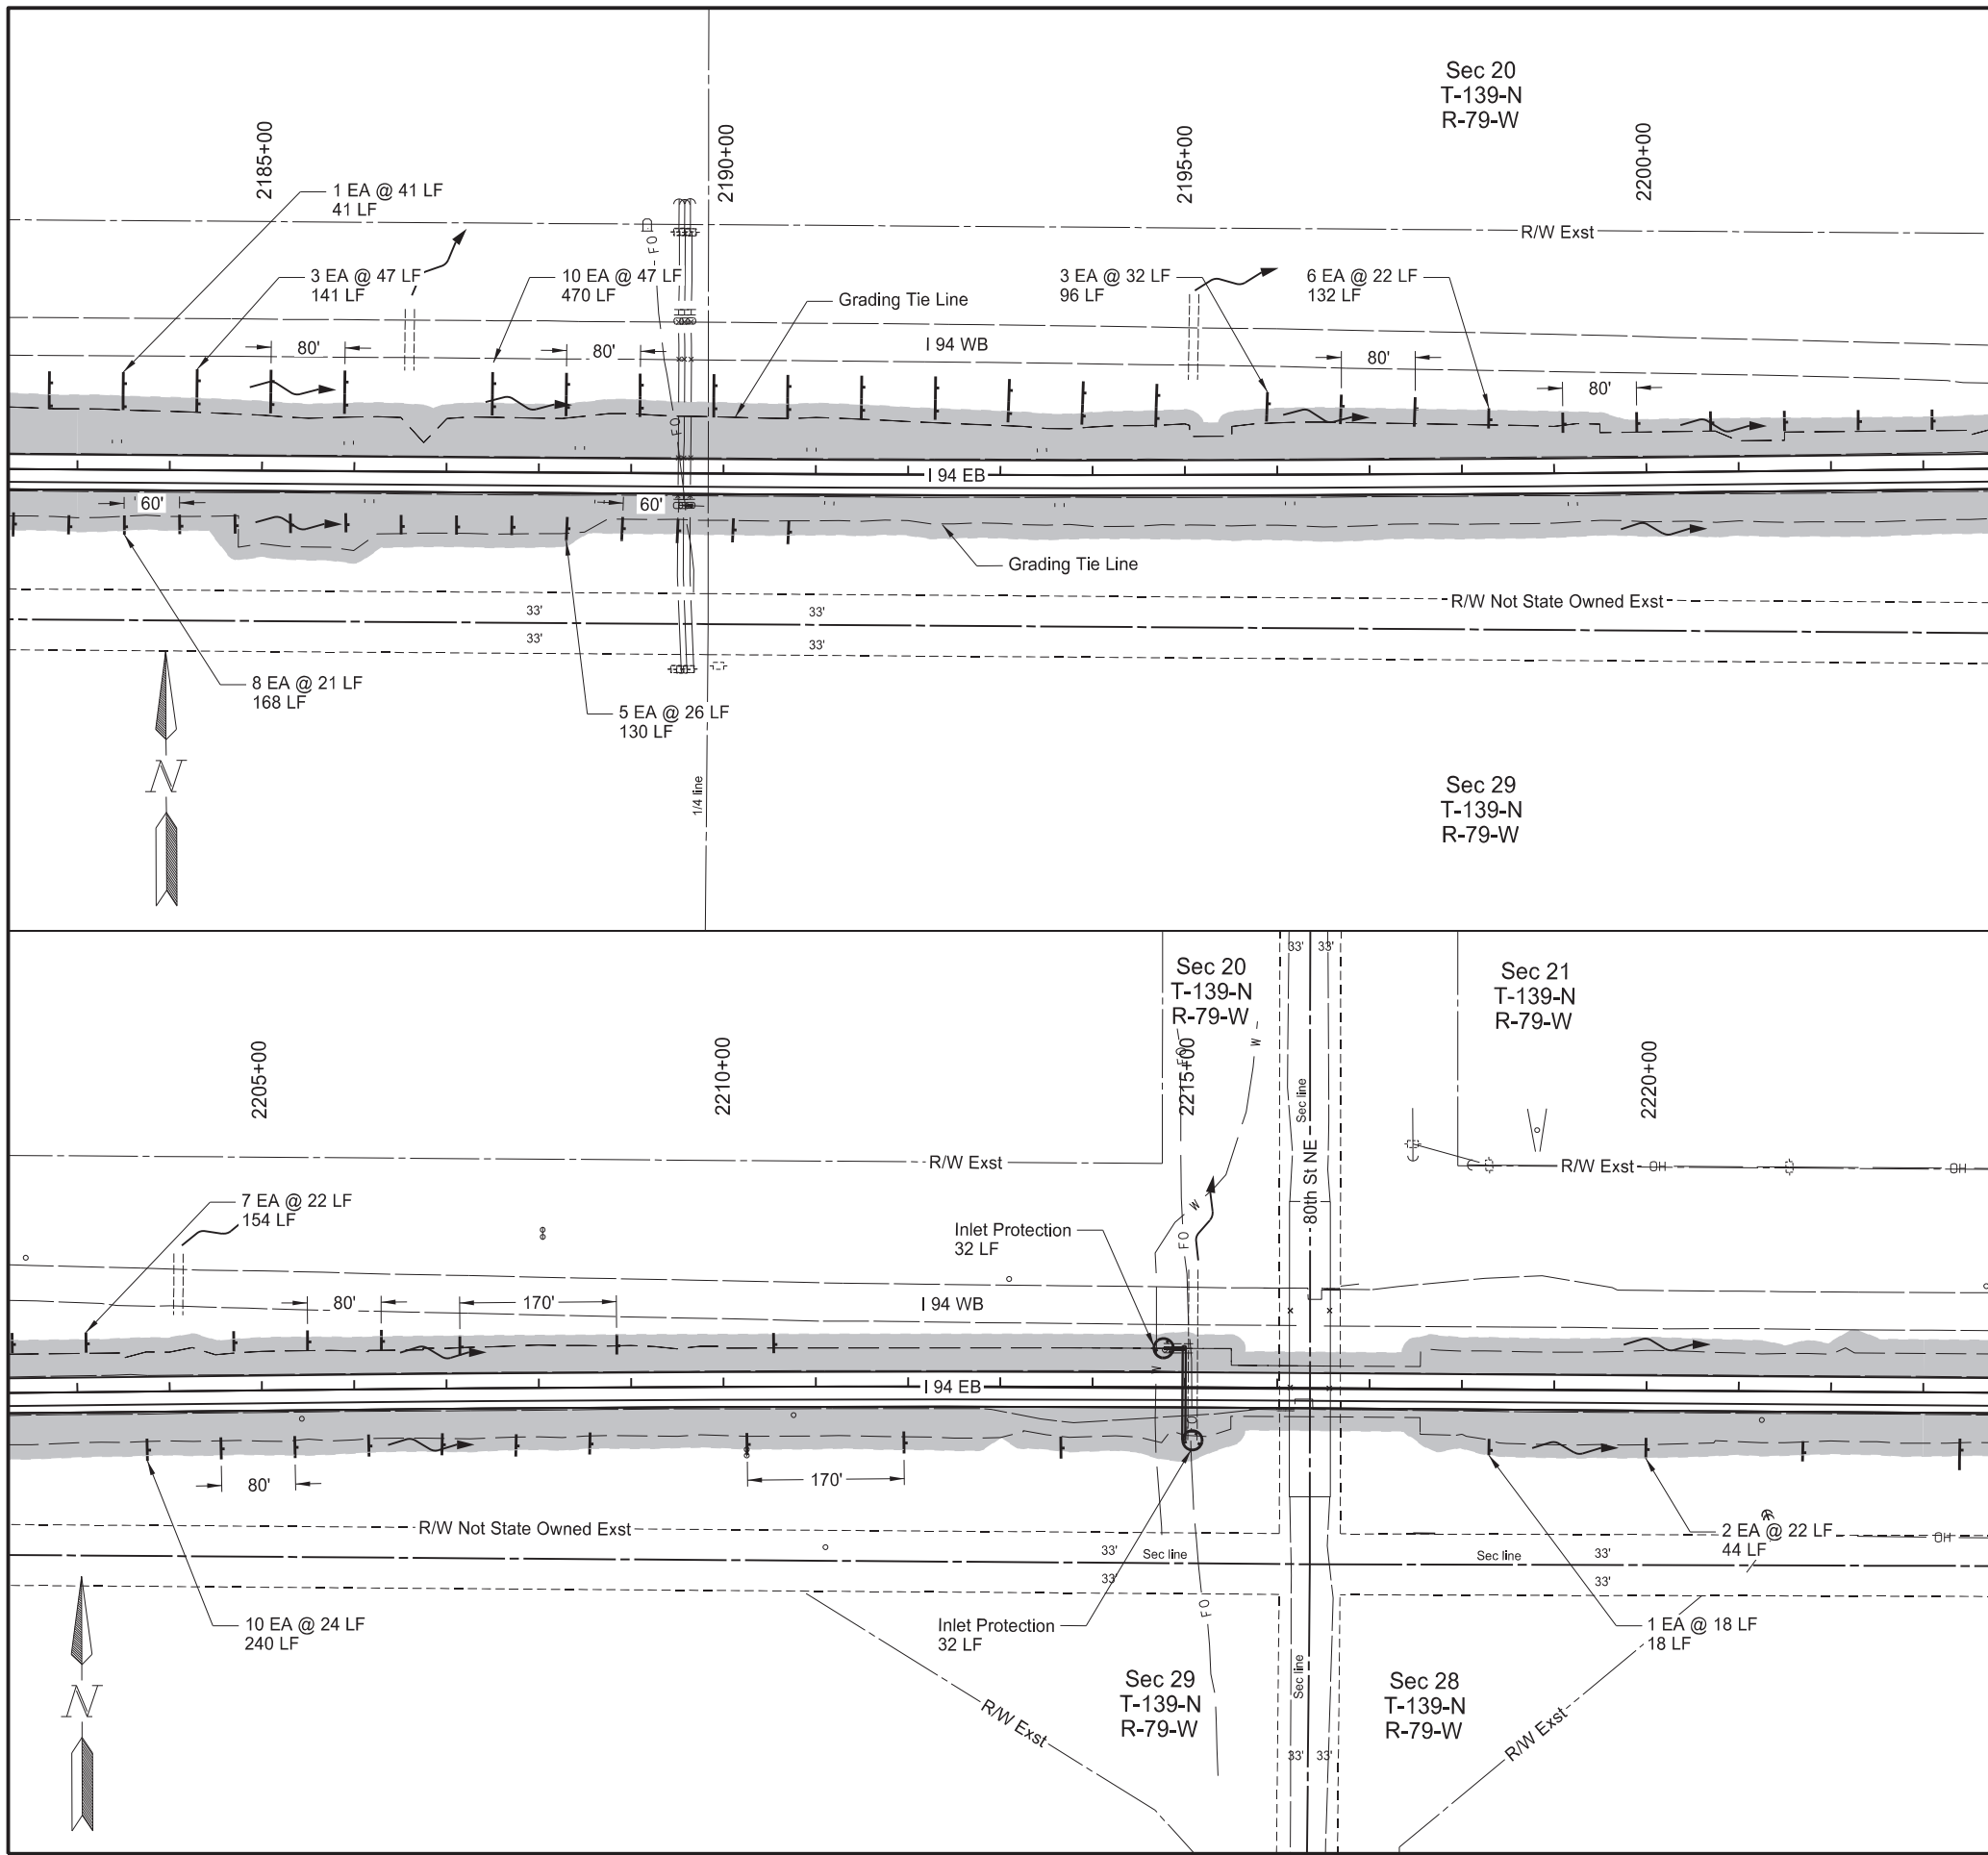 Sec 20
T-139-N
R-79-W
2185+00
2190+00
2195+00
2200+00
1 EA @ 41 LF
41 LF
R/W Exst
FO
3 EA @ 47 LF
141 LF
10 EA @ 47 LF
470 LF
Grading Tie Line
3 EA @ 32 LF
96 LF
6 EA @ 22 LF
132 LF
80'
80'
I 94 WB
80'
80'
FO
I 94 EB
60'
60'
Grading Tie Line
R/W Not State Owned Exst
33'
33'
33'
33'
8 EA @ 21 LF
168 LF
5 EA @ 26 LF
130 LF
1/4 line
N
Sec 29
T-139-N
R-79-W
33'
33'
Sec 20
T-139-N
R-79-W
Sec 21
T-139-N
R-79-W
2205+00
2210+00
2215+00
2220+00
FO
W
Sec line
80th St NE
R/W Exst
R/W Exst
OH
OH
7 EA @ 22 LF
154 LF
W
FO
Inlet Protection
32 LF
80'
170'
I 94 WB
W
I 94 EB
80'
170'
R/W Not State Owned Exst
2 EA @ 22 LF
44 LF
OH
33'
Sec line
Sec line
33'
33'
33'
10 EA @ 24 LF
240 LF
FO
Inlet Protection
32 LF
1 EA @ 18 LF
18 LF
Sec line
N
Sec 29
T-139-N
R-79-W
Sec 28
T-139-N
R-79-W
R/W Exst
R/W Exst
33'
33'